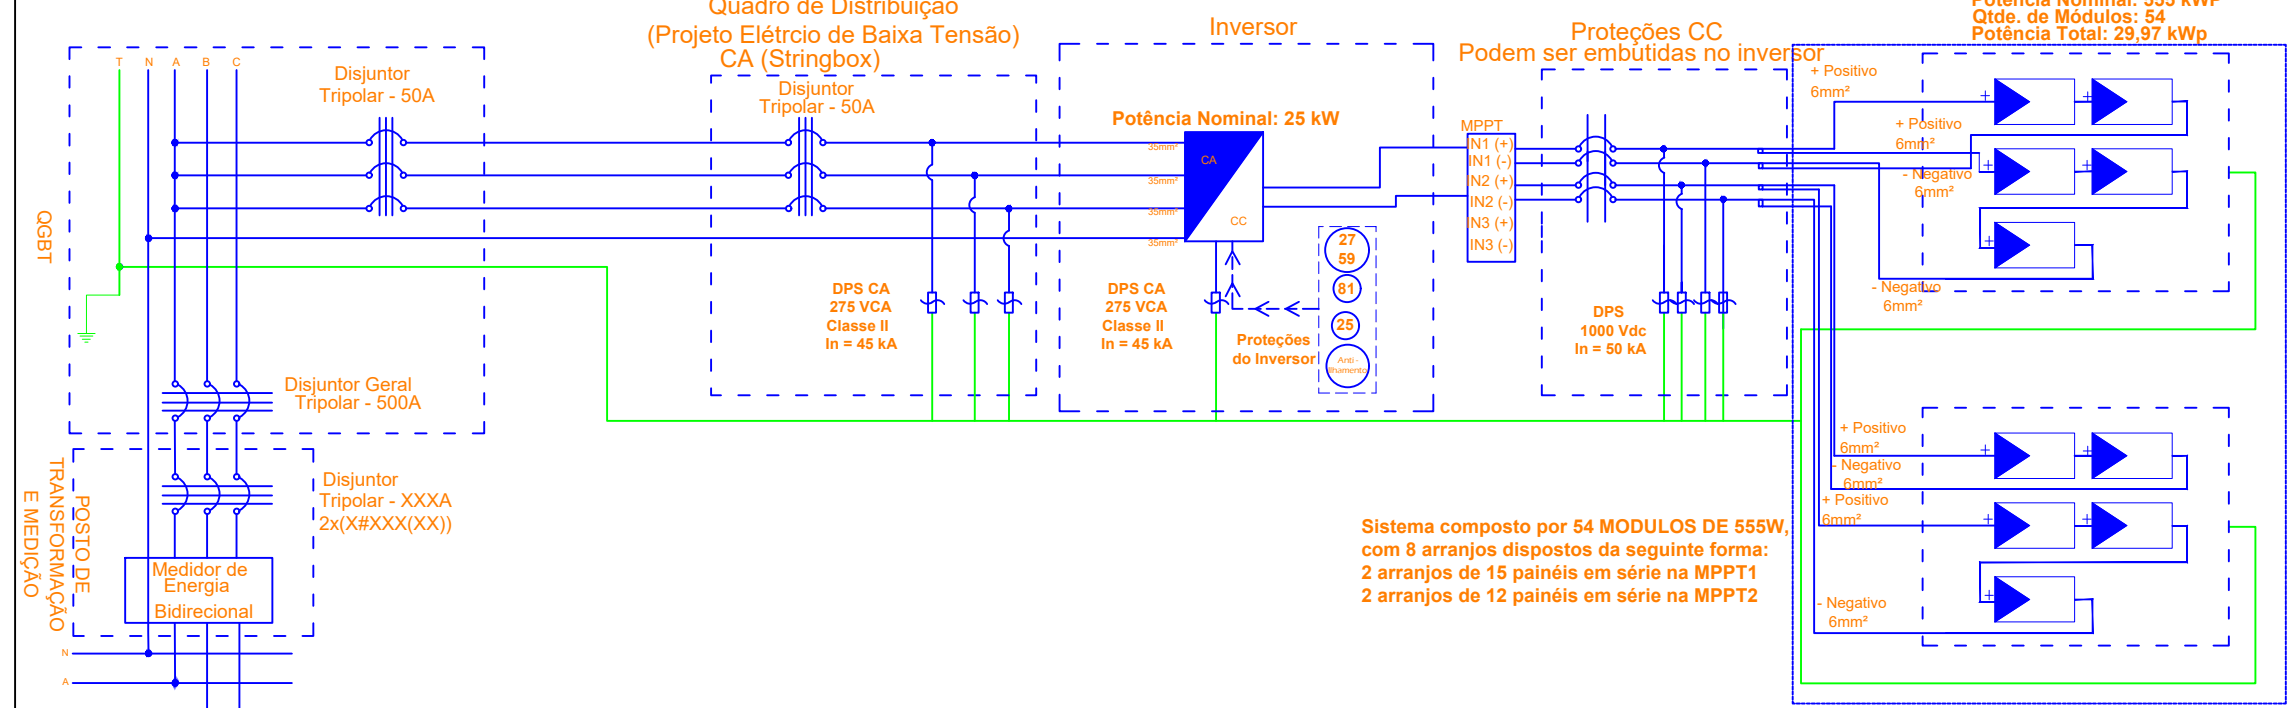 Quadro de Distribuição
(Projeto Elétrcio de Baixa Tensão)
CA (Stringbox)
Inversor
Proteções CC
Podem ser embutidas no inversor
Potência Nominal: 555 kWP
Qtde. de Módulos: 54
Potência Total: 29,97 kWp
T N A B C
Disjuntor
Tripolar - 50A
Disjuntor
Tripolar - 50A
Potência Nominal: 25 kW
35mm²
35mm²
35mm²
35mm²
CA
CC
MPPT
IN1 (+)
IN1 (-)
IN2 (+)
IN2 (-)
IN3 (+)
IN3 (-)
+ Positivo
6mm²
+ Positivo
6mm²
- Negativo
6mm²
- Negativo
6mm²
+
+
+
+
+
QGBT
DPS CA
275 VCA
Classe II
In = 45 kA
DPS CA
275 VCA
Classe II
In = 45 kA
Proteções
do Inversor
27
59
81
25
Anti -
Ilhamento
DPS
1000 Vdc
In = 50 kA
Disjuntor Geral
Tripolar - 500A
POSTO DE
TRANSFORMAÇÃO
E MEDIÇÃO
Disjuntor
Tripolar - XXXA
2x(X#XXX(XX))
Medidor de
Energia
Bidirecional
N
A
+ Positivo
6mm²
- Negativo
6mm²
+ Positivo
6mm²
- Negativo
6mm²
+
+
+
+
+
Sistema composto por 54 MODULOS DE 555W,
com 8 arranjos dispostos da seguinte forma:
2 arranjos de 15 painéis em série na MPPT1
2 arranjos de 12 painéis em série na MPPT2